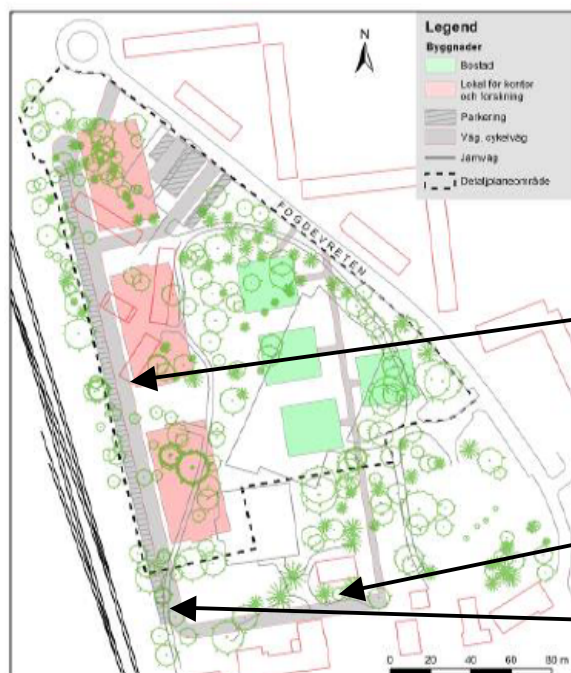 N
Legend
Byggnader
Bostad
Lokal för kontor
och forskning
Parkering
Väg, cykelväg
Järnväg
Detaljplaneområde
FOGDEVRETEN
0 20 40 60 80 m